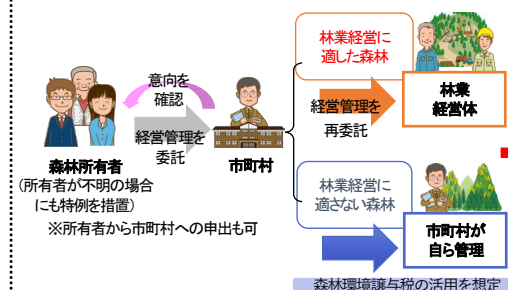 意向を
確認
経営管理を
委託
森林所有者
(所有者が不明の場合
にも特例を措置)
※所有者から市町村への申出も可
市町村
林業経営に
適した森林
経営管理を
再委託
林業
経営体
林業経営に
適さない森林
市町村が
自ら管理
森林環境譲与税の活用を想定